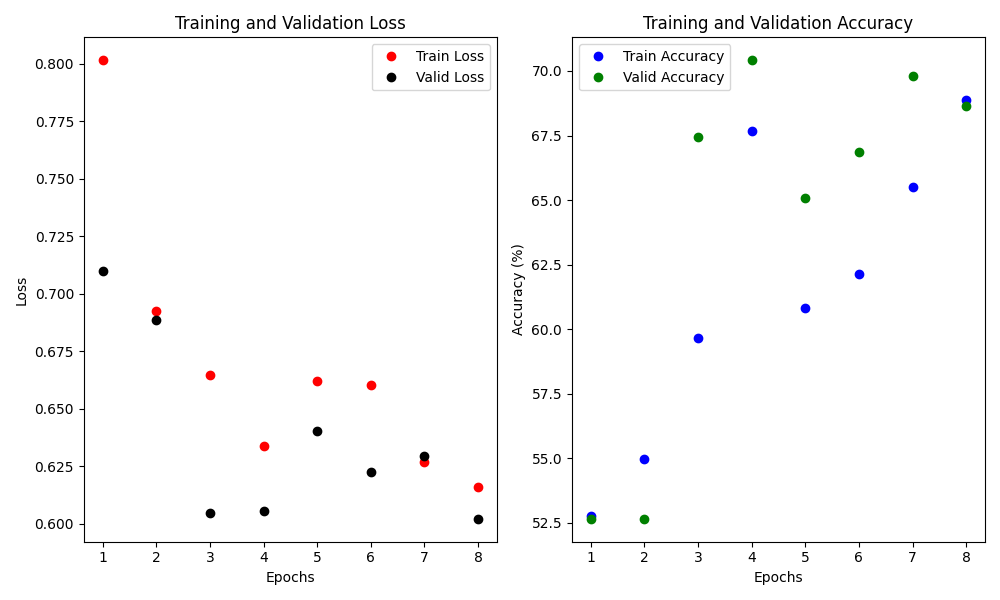 Training and Validation Loss
Train Loss
Valid Loss
0.800
0.775
0.750
0.725
0.700
0.675
0.650
0.625
0.600
Loss
1 2 3 4 5 6 7 8
Epochs
Training and Validation Accuracy
Train Accuracy
Valid Accuracy
70.0
67.5
65.0
62.5
60.0
57.5
55.0
52.5
Accuracy (%)
1 2 3 4 5 6 7 8
Epochs